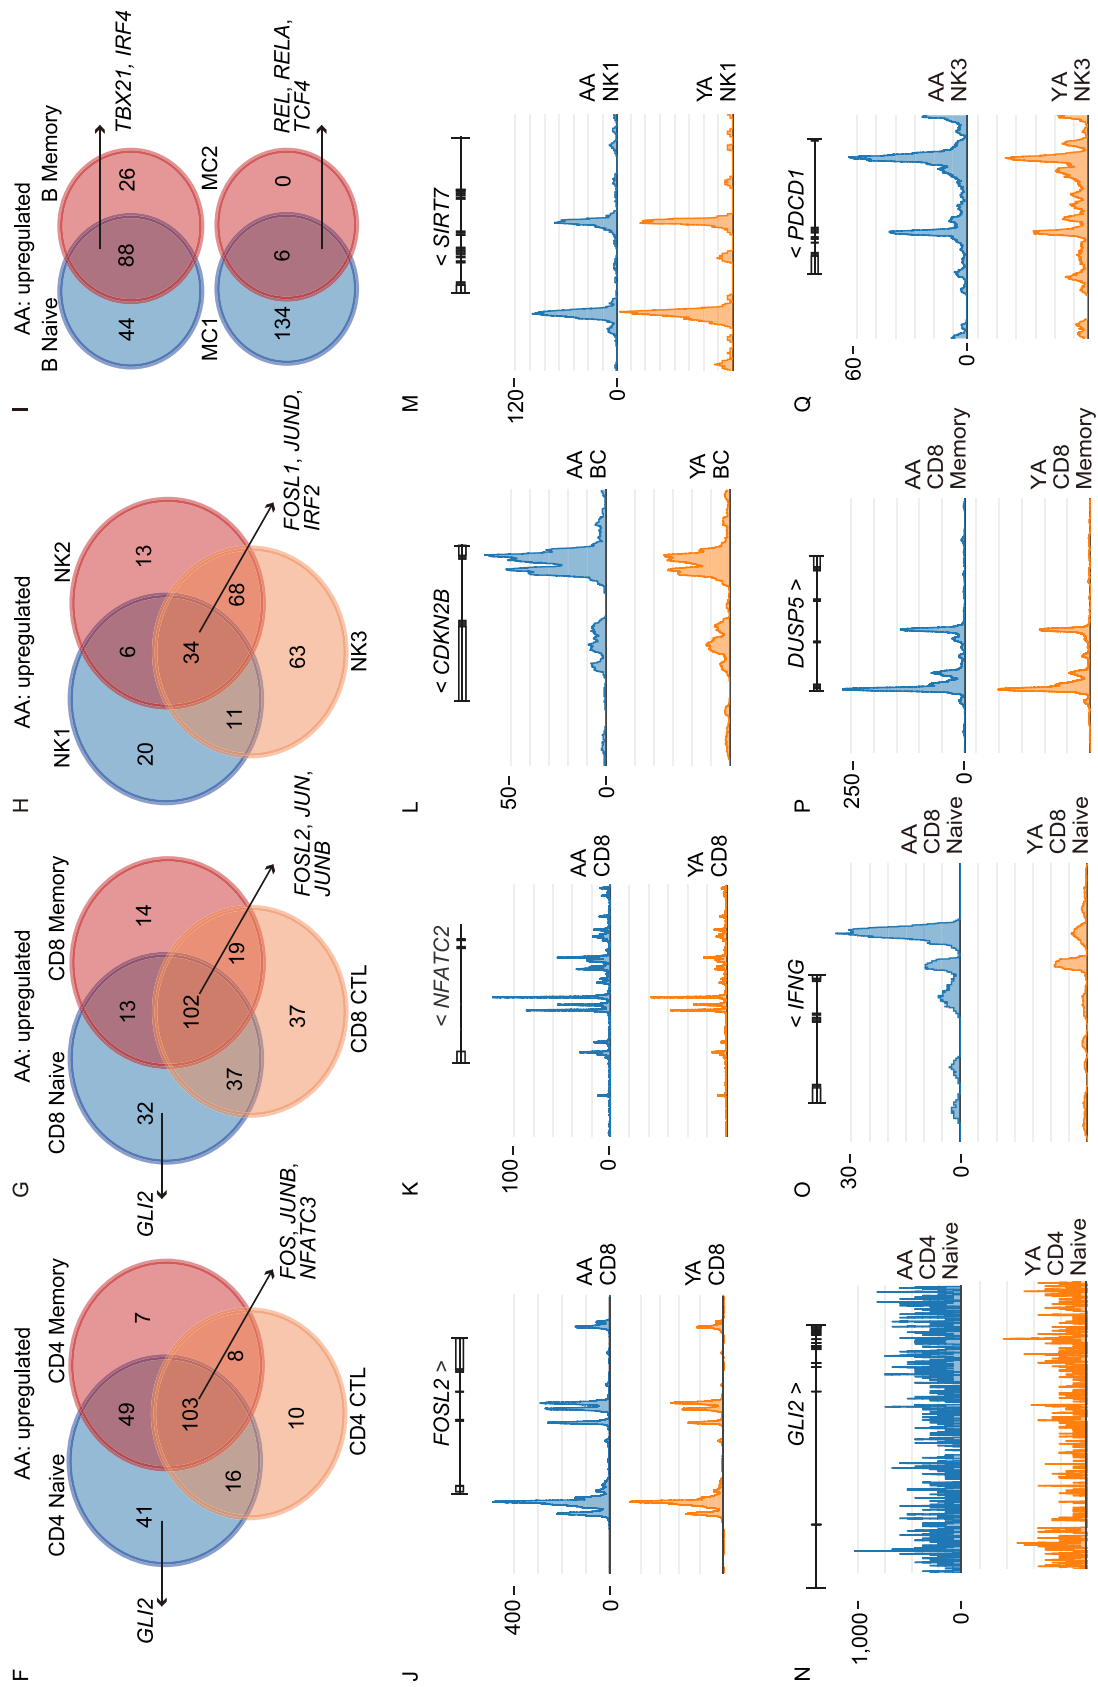 F
AA: upregulated
CD4 Naive
CD4 Memory
41
49
7
103
16
8
10
CD4 CTL
GLI2
FOS, JUNB,
NFATC3
G
AA: upregulated
CD8 Naive
CD8 Memory
32
13
14
102
37
19
37
CD8 CTL
GLI2
FOSL2, JUN,
JUNB
H
AA: upregulated
NK1
NK2
20
6
13
34
11
68
63
NK3
FOSL1, JUND,
IRF2
I
AA: upregulated
B Naive
B Memory
44
88
26
TBX21, IRF4
MC1
MC2
134
6
0
REL, RELA,
TCF4
J
FOSL2 >
400
0
AA
CD8
YA
CD8
K
< NFATC2
100
0
AA
CD8
YA
CD8
L
< CDKN2B
50
0
AA
BC
YA
BC
M
< SIRT7
120
0
AA
NK1
YA
NK1
N
GLI2 >
1,000
0
AA
CD4
Naive
YA
CD4
Naive
O
< IFNG
30
0
AA
CD8
Naive
YA
CD8
Naive
P
DUSP5 >
250
0
AA
CD8
Memory
YA
CD8
Memory
Q
< PDCD1
60
0
AA
NK3
YA
NK3